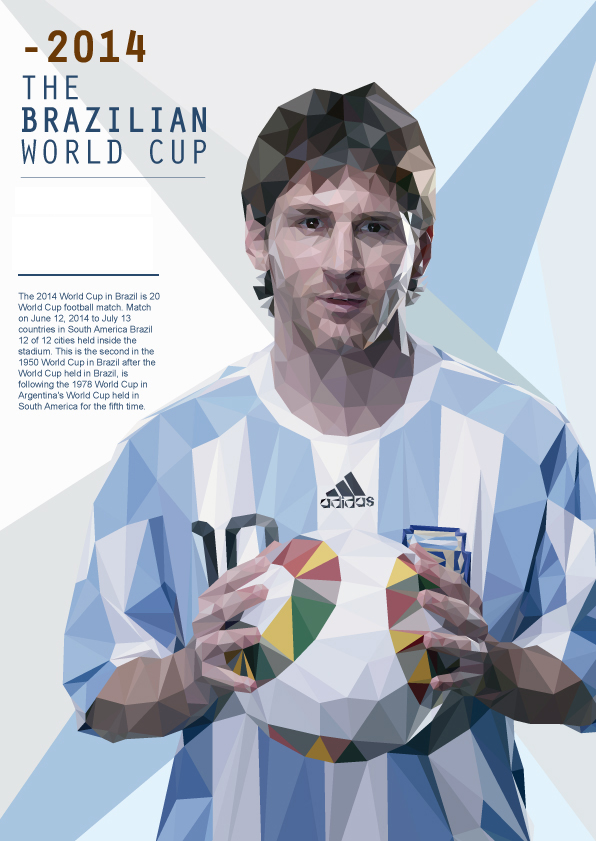 -2014
THE
BRAZILIAN
WORLD CUP
The 2014 World Cup in Brazil is 20
World Cup football match. Match
on June 12, 2014 to July 13
countries in South America Brazil
12 of 12 cities held inside the
stadium. This is the second in the
1950 World Cup in Brazil after the
World Cup held in Brazil, is
following the 1978 World Cup in
Argentina's World Cup held in
South America for the fifth time.
adidas
10